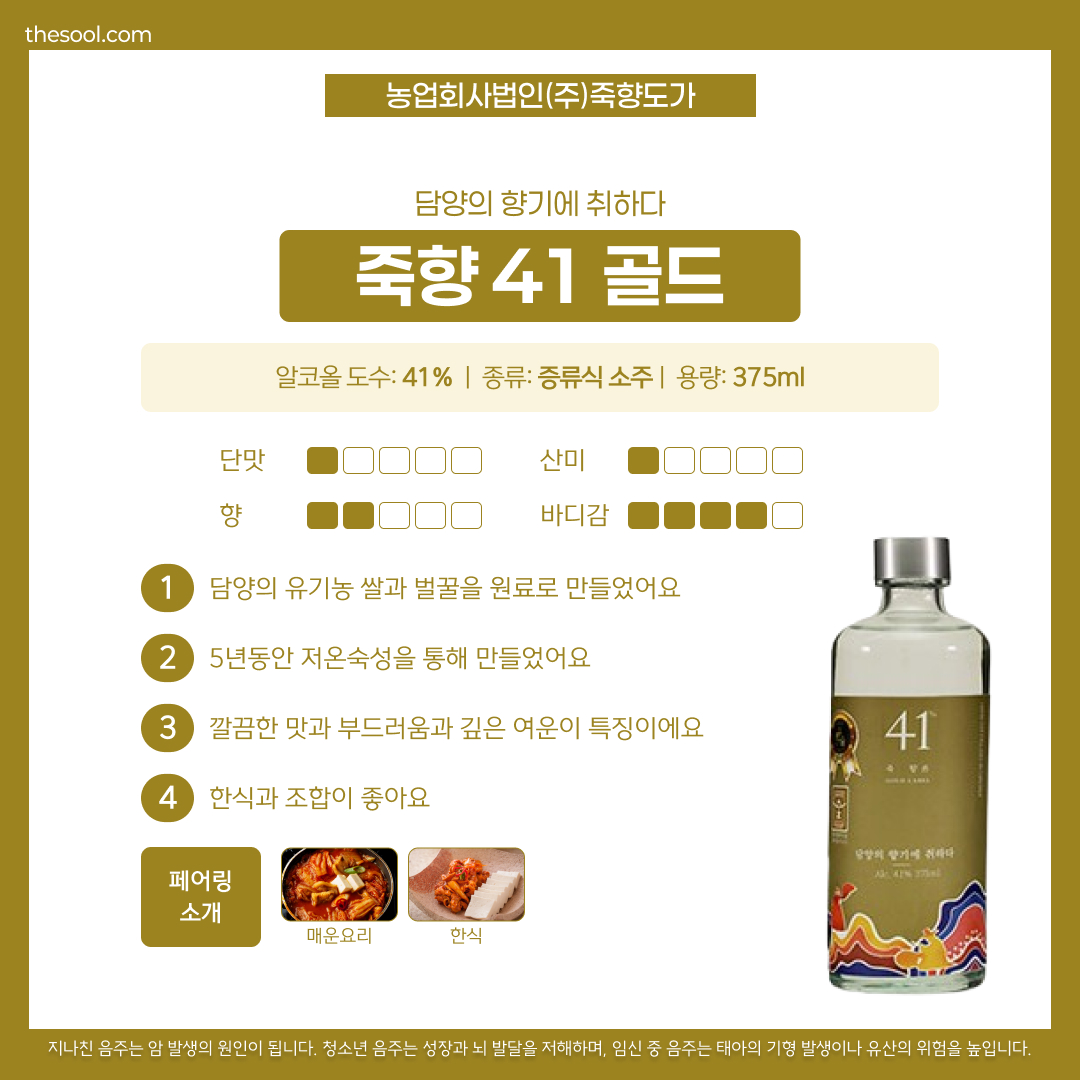 thesool.com
농업회사법인(주)죽향도가
담양의 향기에 취하다
죽향 41 골드
알코올 도수: 41% | 종류: 증류식 소주 | 용량: 375ml
단맛 산미
향 바디감
1 담양의 유기농 쌀과 벌꿀을 원료로 만들었어요
2 5년동안 저온숙성을 통해 만들었어요
3 깔끔한 맛과 부드러움과 깊은 여운이 특징이에요
4 한식과 조합이 좋아요
페어링
소개
매운요리 한식
41
담양의 향기에 취하다
Alc. 41% 375ml
지나친 음주는 암 발생의 원인이 됩니다. 청소년 음주는 성장과 뇌 발달을 저해하며, 임신 중 음주는 태아의 기형 발생이나 유산의 위험을 높입니다.